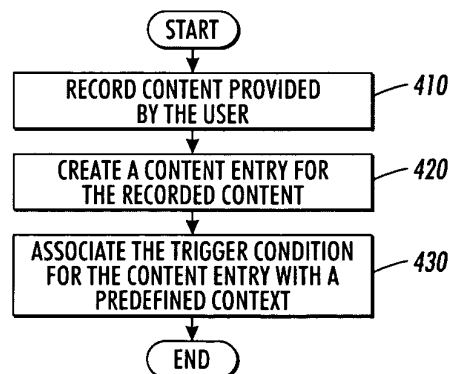 START
RECORD CONTENT PROVIDED
BY THE USER
410
CREATE A CONTENT ENTRY FOR
THE RECORDED CONTENT
420
ASSOCIATE THE TRIGGER CONDITION
FOR THE CONTENT ENTRY WITH A
PREDEFINED CONTEXT
430
END